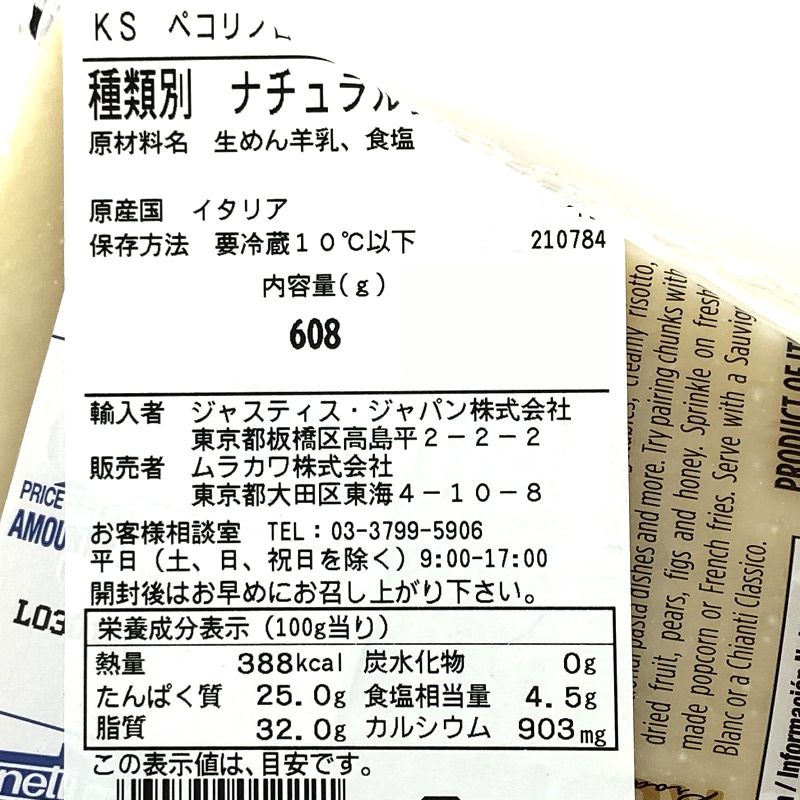 KS ペコリノ
種類別 ナチュラル
原材料名 生めん羊乳、食塩
原産国 イタリア
保存方法 要冷蔵10℃以下 210784
内容量(g)
608
輸入者 ジャスティス・ジャパン株式会社
東京都板橋区高島平2-2-2
販売者 ムラカワ株式会社
東京都大田区東海4-10-8
お客様相談室 TEL:03-3799-5906
平日(土、日、祝日を除く)9:00-17:00
開封後はお早めにお召し上がり下さい。
栄養成分表示(100g当り)
熱量 388kcal 炭水化物 0g
たんぱく質 25.0g 食塩相当量 4.5g
脂質 32.0g カルシウム 903mg
この表示値は、目安です。
PRICE
creamy risotto,
pasta dishes and more. Try pairing chunks with
dried fruit, pears, figs and honey. Sprinkle on fresh
made popcorn or French fries. Serve with a
Blanc or a Chianti Classico.
PRODUCT OF
/ Información